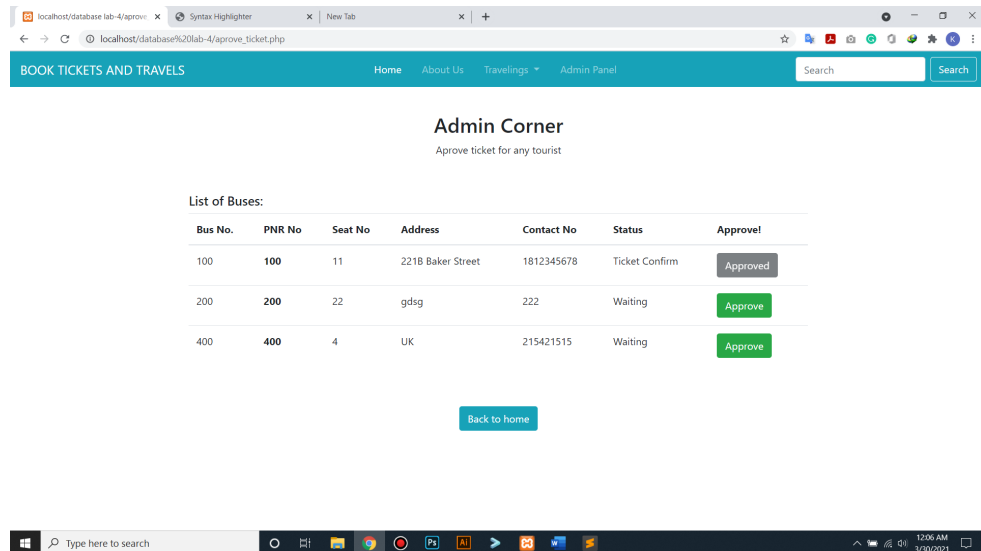 localhost/database lab-4/aprove
Syntax Highlighter
New Tab
localhost/database%20lab-4/aprove_ticket.php
K
BOOK TICKETS AND TRAVELS Home About Us Travelings Admin Panel Search Search
Admin Corner
Aprove ticket for any tourist
List of Buses:
Bus No. PNR No Seat No Address Contact No Status Approve!
100 100 11 221B Baker Street 1812345678 Ticket Confirm Approved
200 200 22 gdsg 222 Waiting Approve
400 400 4 UK 215421515 Waiting Approve
Back to home
Type here to search
Ps
Ai
12:06 AM
3/30/2021